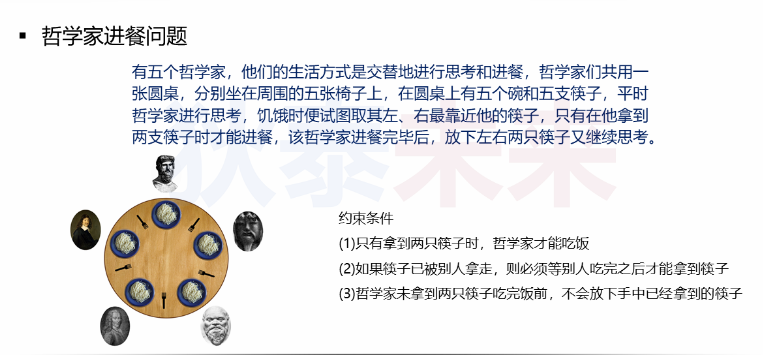 哲学家进餐问题
有五个哲学家，他们的生活方式是交替地进行思考和进餐，哲学家们共用一
张圆桌，分别坐在周围的五张椅子上，在圆桌上有五个碗和五支筷子，平时
哲学家进行思考，饥饿时便试图取其左、右最靠近他的筷子，只有在他拿到
两支筷子时才能进餐，该哲学家进餐完毕后，放下左右两只筷子又继续思考。
狄泰未来
约束条件
(1)只有拿到两只筷子时，哲学家才能吃饭
(2)如果筷子已被别人拿走，则必须等别人吃完之后才能拿到筷子
(3)哲学家未拿到两只筷子吃完饭前，不会放下手中已经拿到的筷子